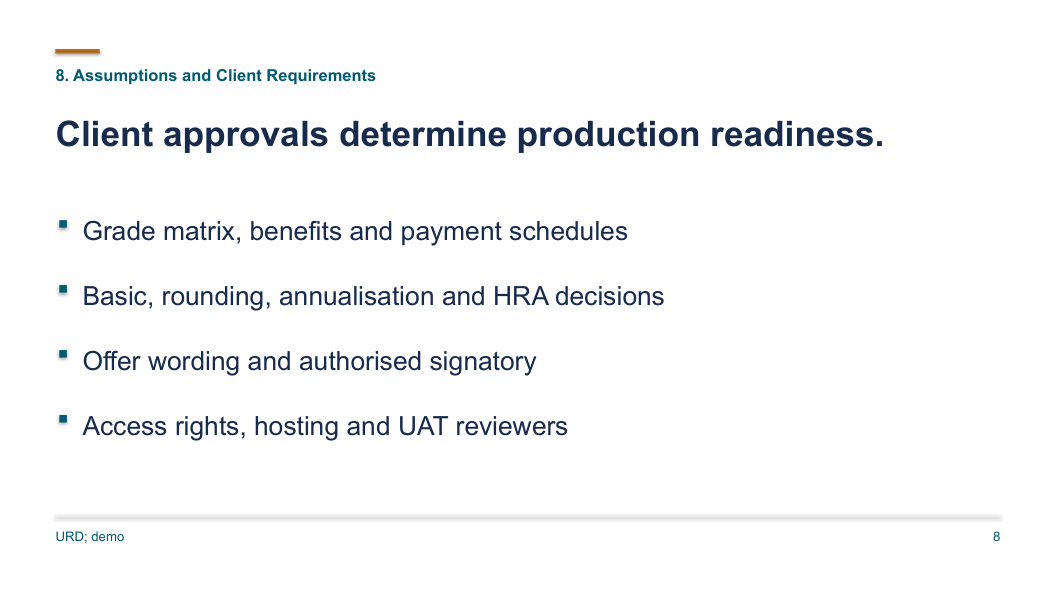 8. Assumptions and Client Requirements
Client approvals determine production readiness.
Grade matrix, benefits and payment schedules
Basic, rounding, annualisation and HRA decisions
Offer wording and authorised signatory
Access rights, hosting and UAT reviewers
URD; demo
8